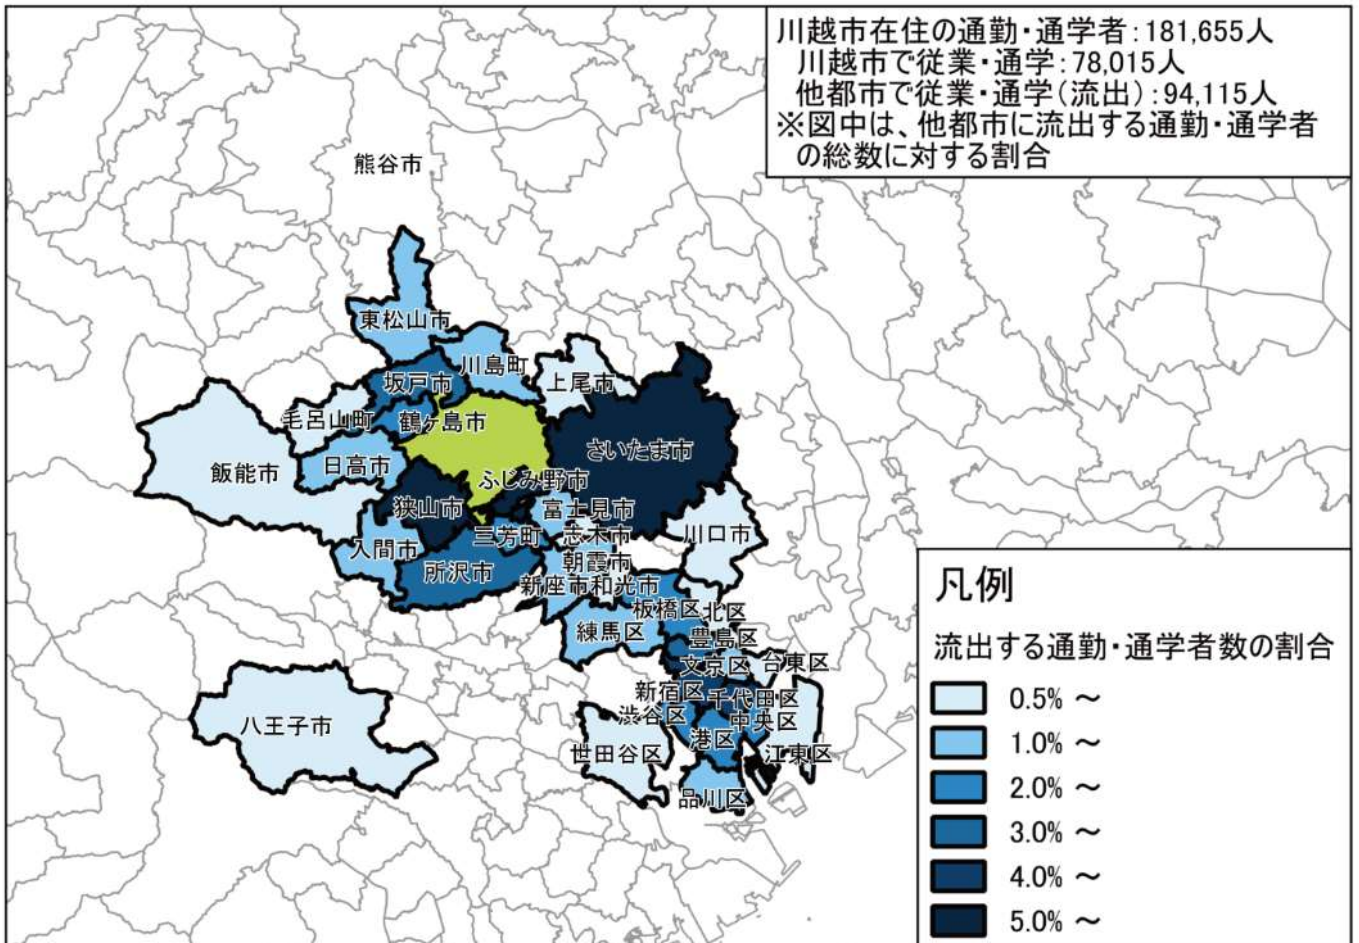 川越市在住の通勤・通学者：181,655人
川越市で従業・通学：78,015人
他都市で従業・通学（流出）：94,115人
※図中は、他都市に流出する通勤・通学者
の総数に対する割合
熊谷市
東松山市
川島町
坂戸市
上尾市
毛呂山町
鶴ヶ島市
さいたま市
飯能市
日高市
ふじみ野市
狭山市
富士見市
三芳町
志木市
川口市
入間市
朝霞市
所沢市
新座市
和光市
板橋区
北区
練馬区
豊島区
文京区
台東区
新宿区
千代田区
渋谷区
中央区
八王子市
港区
世田谷区
江東区
品川区
凡例
流出する通勤・通学者数の割合
0.5% ～
1.0% ～
2.0% ～
3.0% ～
4.0% ～
5.0% ～